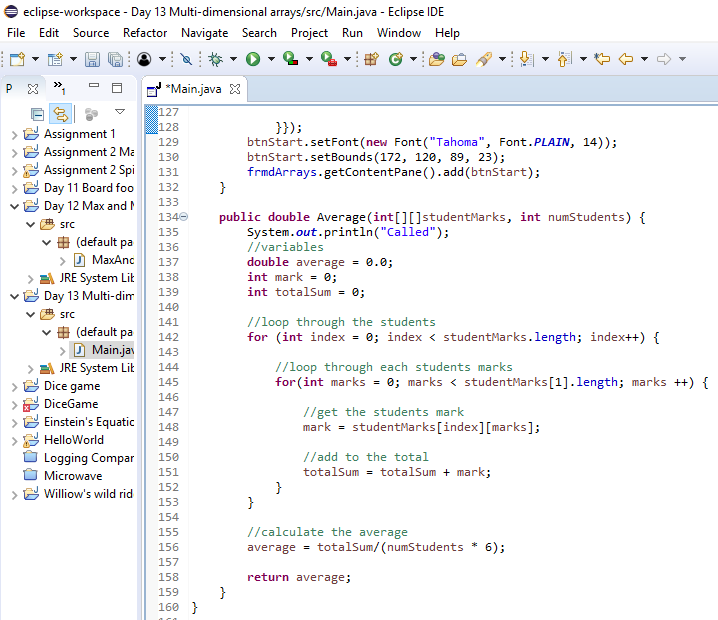 eclipse-workspace - Day 13 Multi-dimensional arrays/src/Main.java - Eclipse IDE
File Edit Source Refactor Navigate Search Project Run Window Help
P
1
*Main.java
Assignment 1
Assignment 2 Ma
Assignment 2 Spi
Day 11 Board foo
Day 12 Max and M
src
(default pa
MaxAnc
JRE System Lib
Day 13 Multi-dim
src
(default pa
Main.jav
JRE System Lib
Dice game
DiceGame
Einstein's Equatic
HelloWorld
Logging Compar
Microwave
Williow's wild rid
127
128 }});
129 btnStart.setFont(new Font("Tahoma", Font.PLAIN, 14));
130 btnStart.setBounds(172, 120, 89, 23);
131 frmdArrays.getContentPane().add(btnStart);
132 }
133
134 public double Average(int[][]studentMarks, int numStudents) {
135 System.out.println("Called");
136 //variables
137 double average = 0.0;
138 int mark = 0;
139 int totalSum = 0;
140
141 //loop through the students
142 for (int index = 0; index < studentMarks.length; index++) {
143
144 //loop through each students marks
145 for(int marks = 0; marks < studentMarks[1].length; marks ++) {
146
147 //get the students mark
148 mark = studentMarks[index][marks];
149
150 //add to the total
151 totalSum = totalSum + mark;
152 }
153 }
154
155 //calculate the average
156 average = totalSum/(numStudents * 6);
157
158 return average;
159 }
160 }